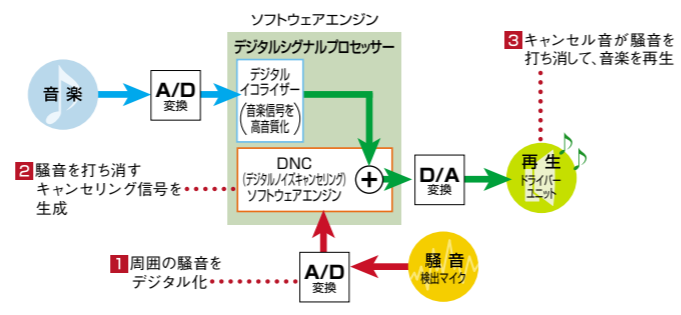 ソフトウェアエンジン
デジタルシグナルプロセッサー
音楽
A/D
変換
デジタル
イコライザー
(音楽信号を
高音質化)
3 キャンセル音が騒音を
打ち消して、音楽を再生
2 騒音を打ち消す
キャンセリング信号を
生成
DNC
(デジタルノイズキャンセリング)
ソフトウェアエンジン
+
D/A
変換
再生
ドライバー
ユニット
1 周囲の騒音を
デジタル化
A/D
変換
騒音
検出マイク